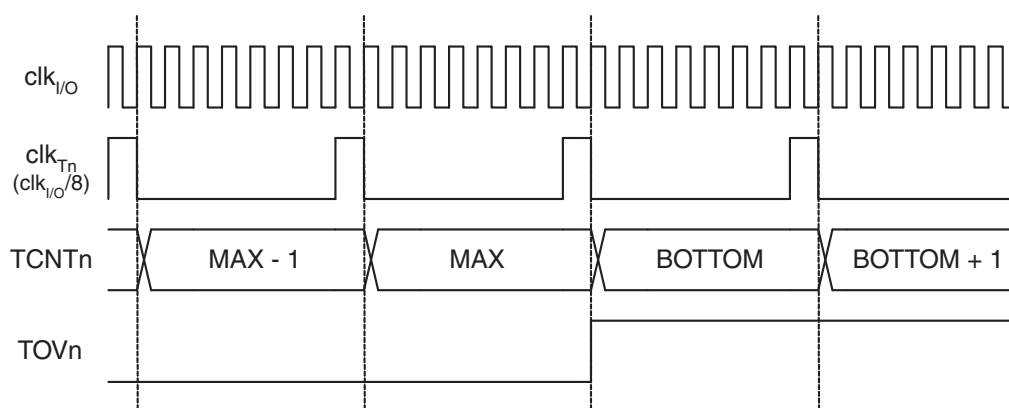 clkI/O
clkTn
(clkI/O/8)
TCNTn MAX - 1 MAX BOTTOM BOTTOM + 1
TOVn